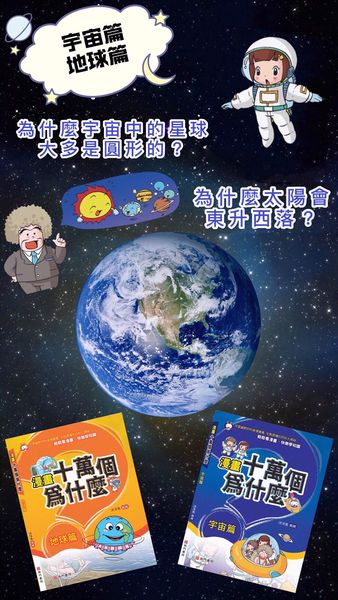 宇宙篇
地球篇
為什麼宇宙中的星球
大多是圓形的？
為什麼太陽會
東升西落？
漫畫
十萬個
為什麼
地球篇
漫畫
十萬個
為什麼
宇宙篇